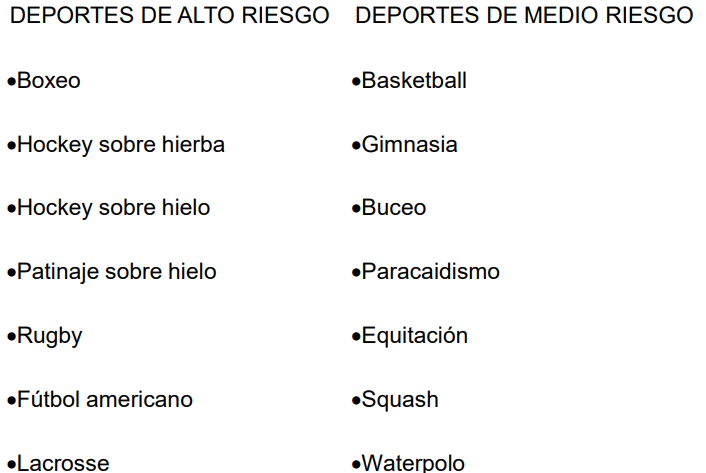 DEPORTES DE ALTO RIESGO DEPORTES DE MEDIO RIESGO
•Boxeo •Basketball
•Hockey sobre hierba •Gimnasia
•Hockey sobre hielo •Buceo
•Patinaje sobre hielo •Paracaidismo
•Rugby •Equitación
•Fútbol americano •Squash
•Lacrosse •Waterpolo